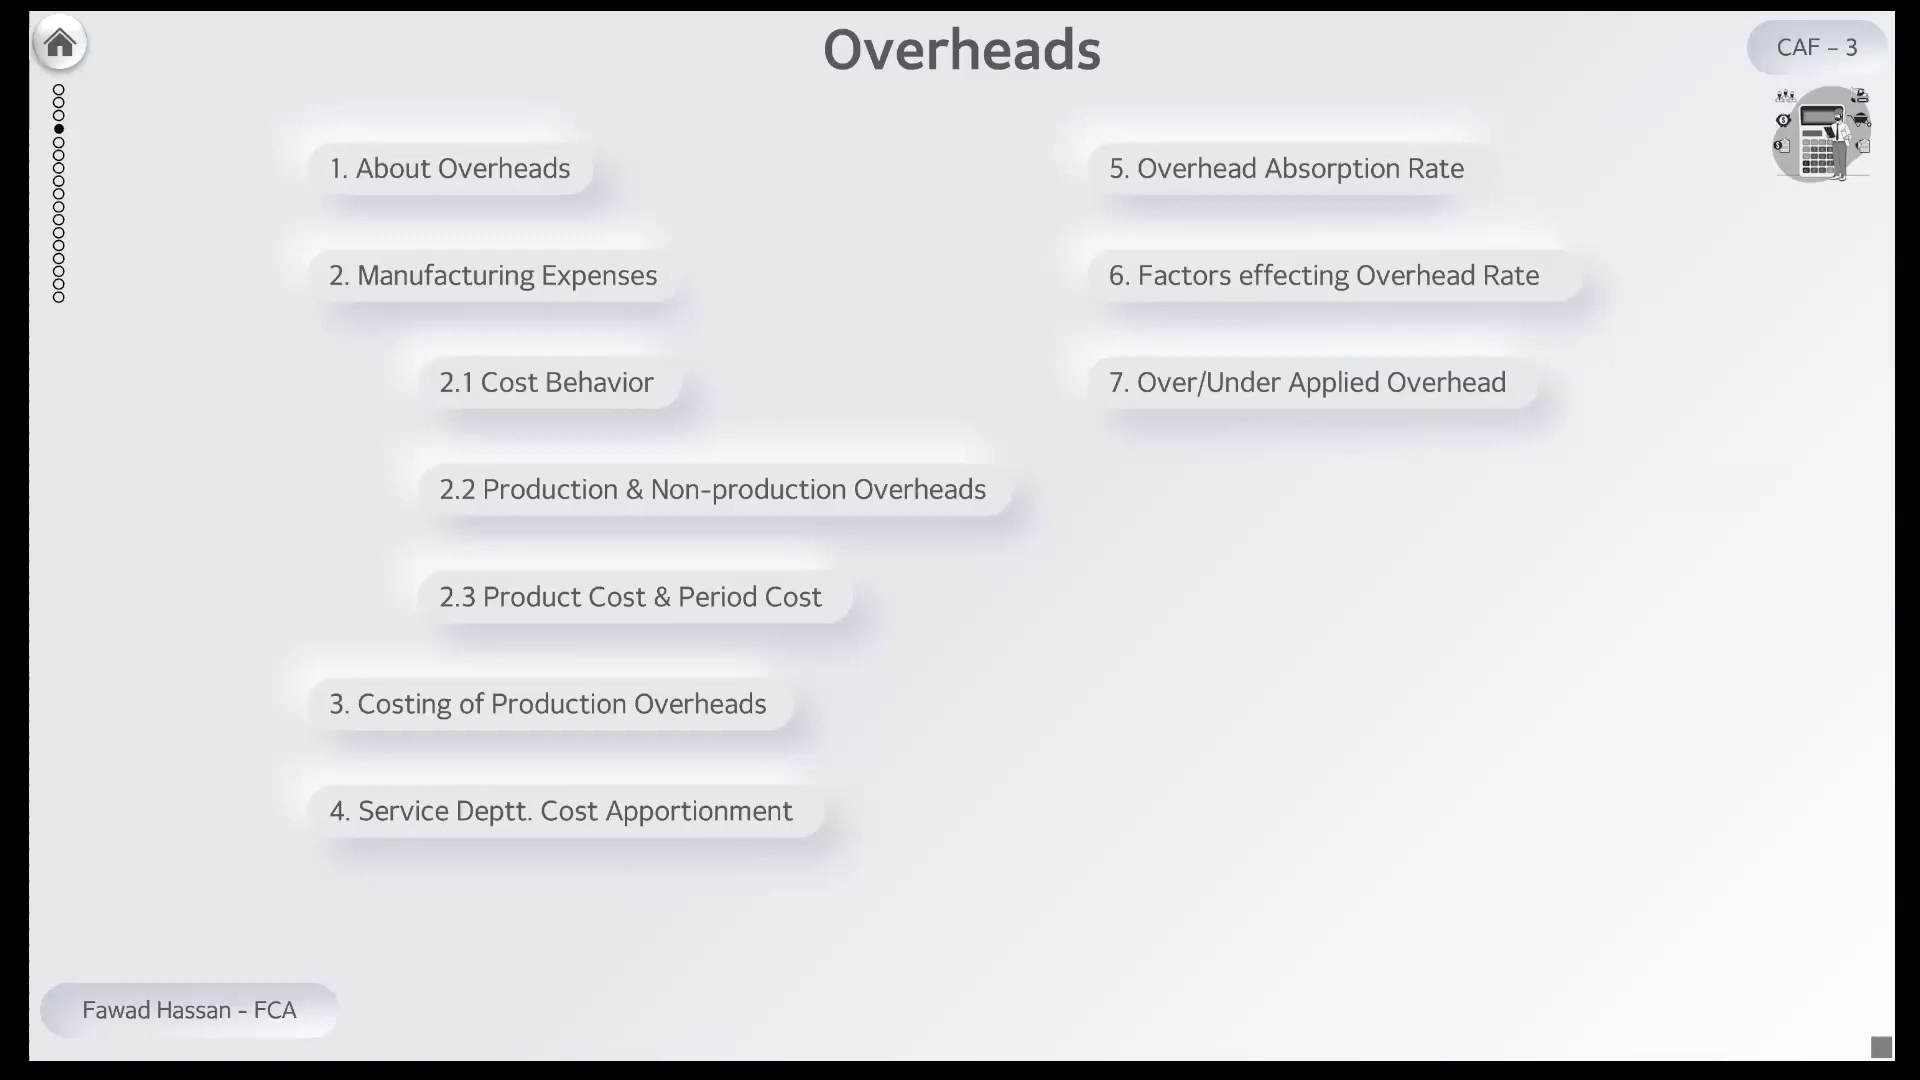 Overheads
CAF – 3
1. About Overheads
2. Manufacturing Expenses
2.1 Cost Behavior
2.2 Production & Non-production Overheads
2.3 Product Cost & Period Cost
3. Costing of Production Overheads
4. Service Deptt. Cost Apportionment
5. Overhead Absorption Rate
6. Factors effecting Overhead Rate
7. Over/Under Applied Overhead
Fawad Hassan - FCA